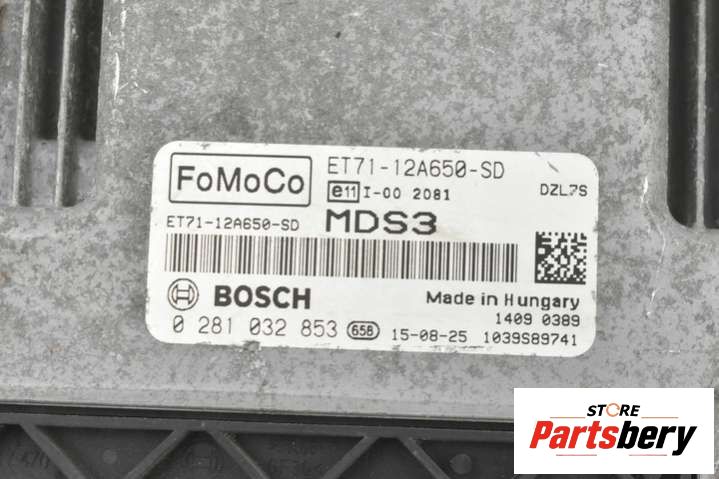 FoMoCo
ET71-12A650-SD
e11 I-00 2081
DZL7S
ET71-12A650-SD
MDS3
BOSCH
Made in Hungary
1409 0389
0 281 032 853 658 15-08-25 1039S89741
STORE
Partsbery